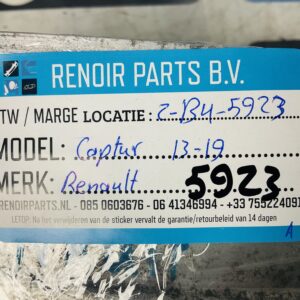 RENOIR PARTS B.V.
TW / MARGE LOCATIE : 2-B4-5923
MODEL: Captur 13-19
MERK: Renault 5923
RENOIRPARTS.NL - 085 0603676 - 06 41346994 - +33 755224091
LETOP: Na het verwijderen van de sticker vervalt de garantie/retourbeleid van 14 dagen